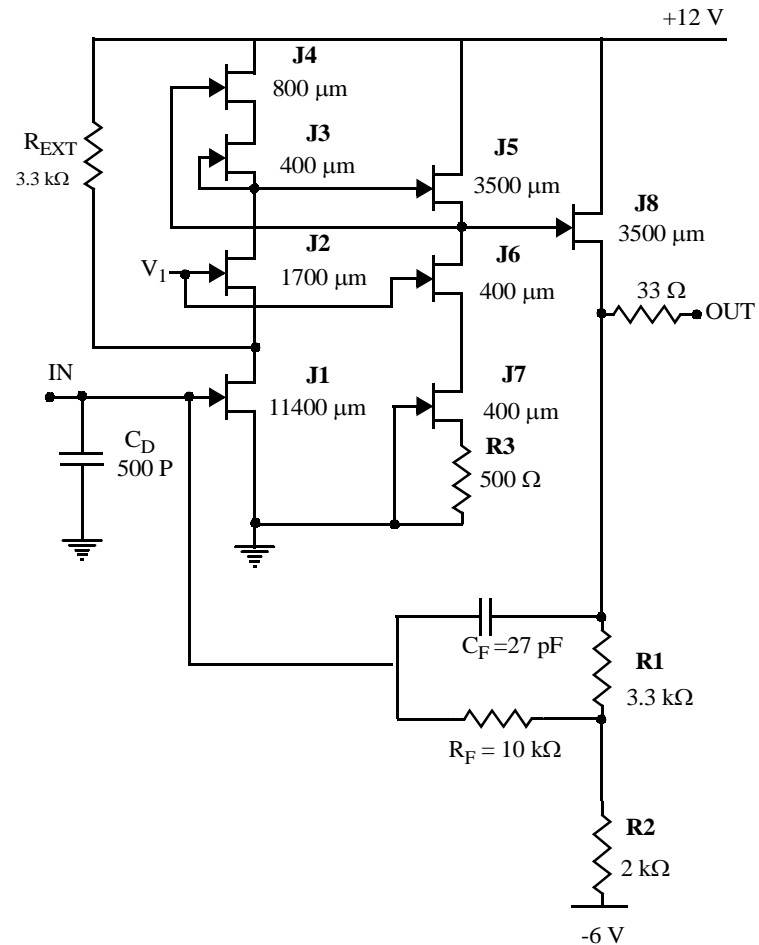 +12 V
J4
800 μm
R_EXT
3.3 kΩ
J3
400 μm
J5
3500 μm
J8
3500 μm
J2
V₁
1700 μm
J6
400 μm
33 Ω
OUT
IN
J1
11400 μm
J7
400 μm
C_D
500 P
R3
500 Ω
C_F =27 pF
R1
3.3 kΩ
R_F = 10 kΩ
R2
2 kΩ
-6 V